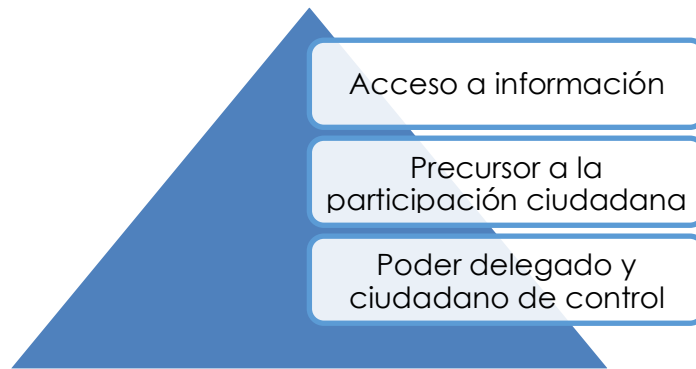 Acceso a información
Precursor a la
participación ciudadana
Poder delegado y
ciudadano de control